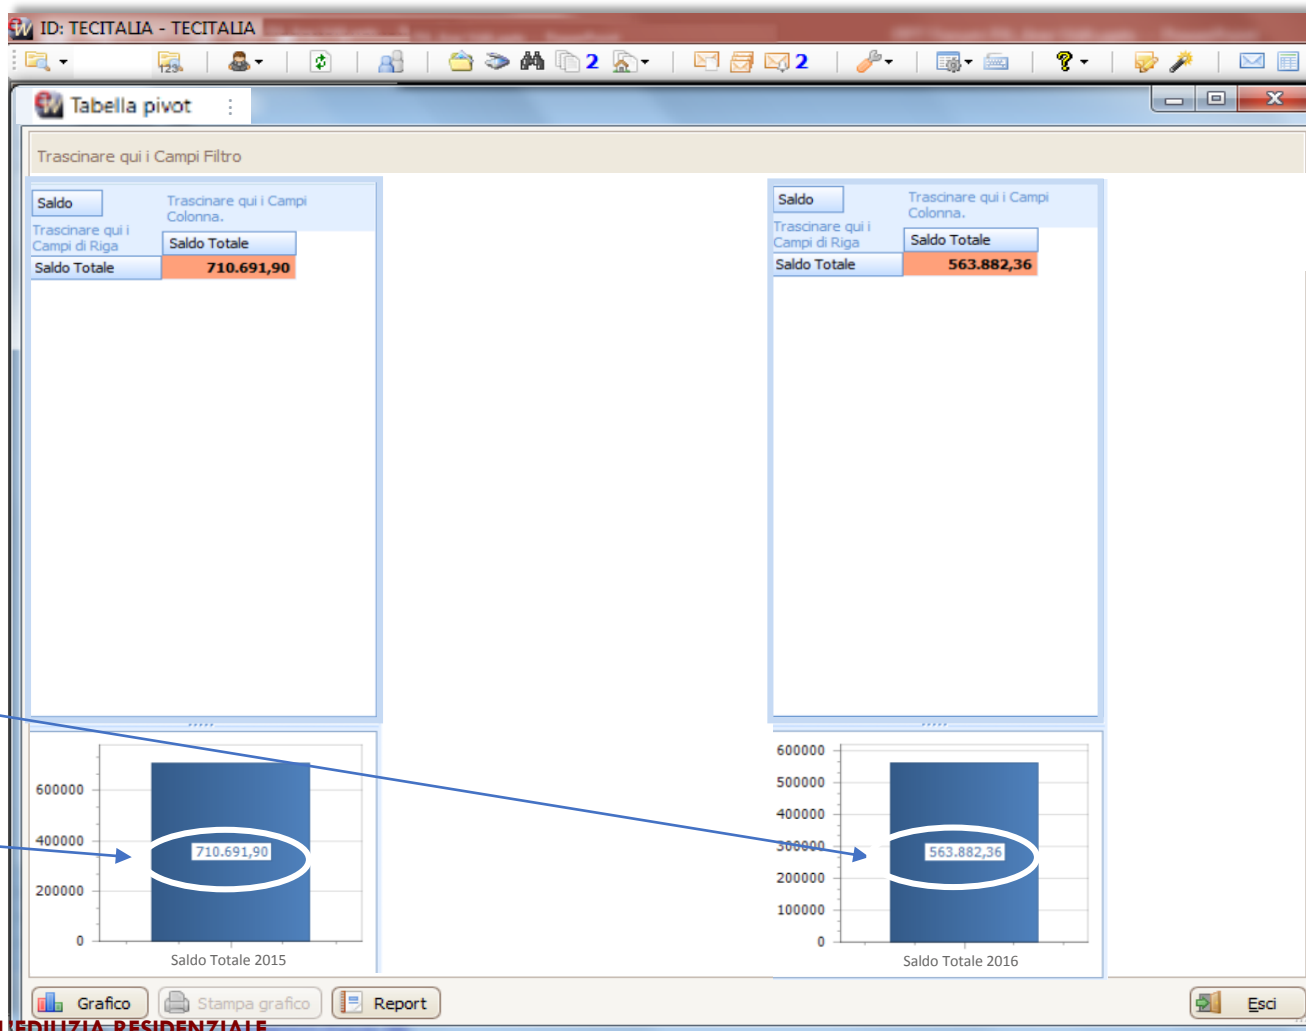 ID: TECITALIA - TECITALIA
123.
2
2
Tabella pivot
Trascinare qui i Campi Filtro
Saldo
Trascinare qui i Campi
Colonna.
Trascinare qui i
Campi di Riga
Saldo Totale
Saldo Totale
710.691,90
Saldo
Trascinare qui i Campi
Colonna.
Trascinare qui i
Campi di Riga
Saldo Totale
Saldo Totale
563.882,36
600000
400000
200000
0
710.691,90
Saldo Totale 2015
600000
500000
400000
300000
200000
100000
0
563.882,36
Saldo Totale 2016
Grafico
Stampa grafico
Report
Esci
L'EDILIZIA RESIDENZIALE